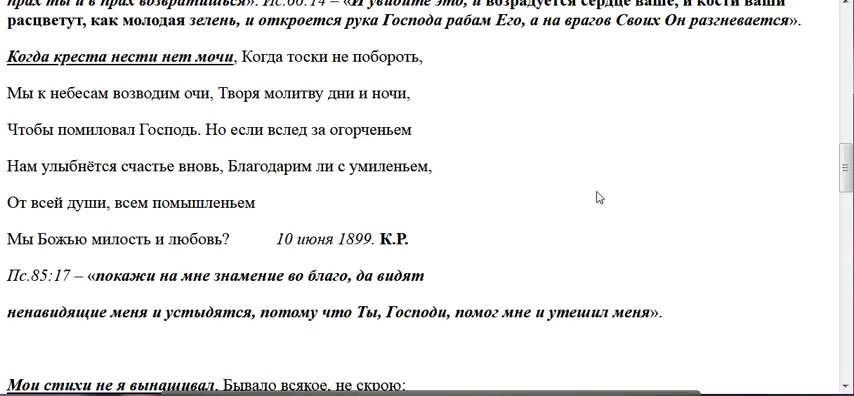 прах ты и в прах возвратишься». Ис.66:14 – «И увидите это, и возрадуется сердце ваше, и кости ваши
расцветут, как молодая зелень, и откроется рука Господа рабам Его, а на врагов Своих Он разгневается».
Когда креста нести нет мочи, Когда тоски не побороть,
Мы к небесам возводим очи, Творя молитву дни и ночи,
Чтобы помиловал Господь. Но если вслед за огорченьем
Нам улыбнётся счастье вновь, Благодарим ли с умиленьем,
От всей души, всем помышленьем
Мы Божью милость и любовь? 10 июня 1899. К.Р.
Пс.85:17 – «покажи на мне знамение во благо, да видят
ненавидящие меня и устыдятся, потому что Ты, Господи, помог мне и утешил меня».
Мои стихи не я вынашивал, Бывало всякое, не скрою: